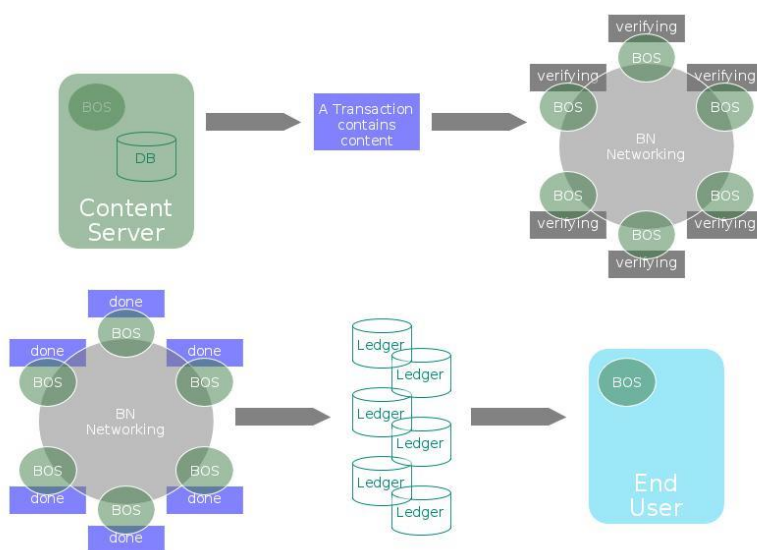 BOS
DB
Content
Server
A Transaction
contains
content
verifying
BOS
verifying
BOS
verifying
BOS
BN
Networking
BOS
verifying
BOS
verifying
BOS
verifying
done
BOS
done
BOS
done
BOS
BN
Networking
BOS
done
BOS
done
BOS
done
Ledger
Ledger
Ledger
Ledger
Ledger
Ledger
BOS
End
User